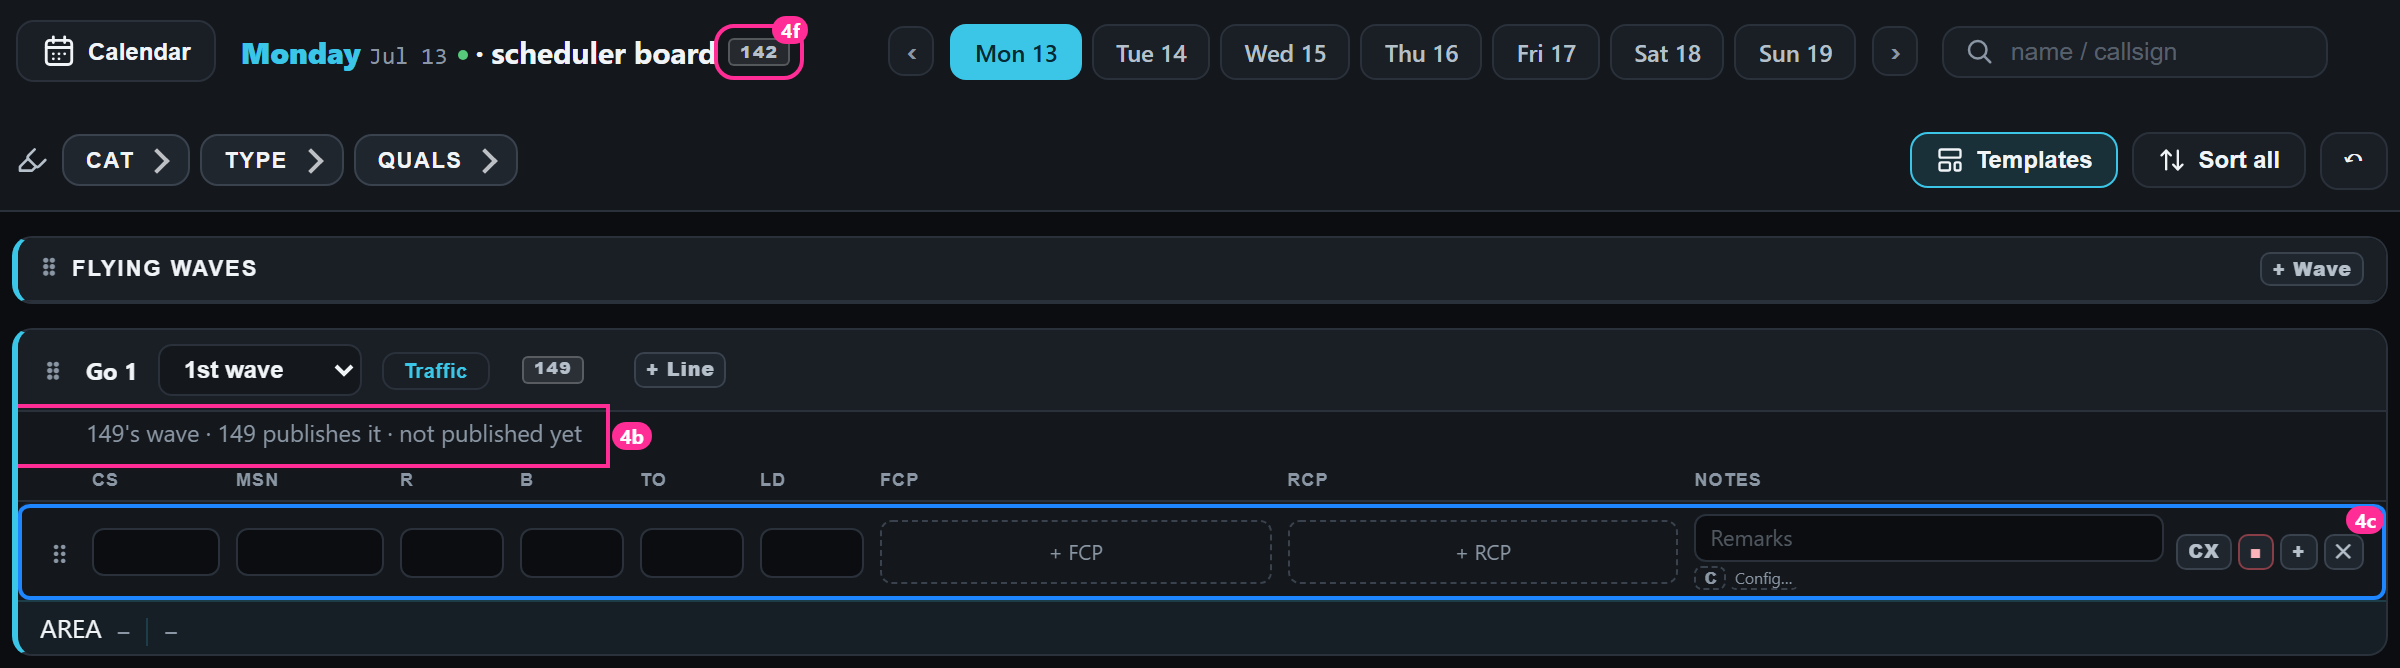 Calendar
Monday Jul 13 · scheduler board 142 4f
‹ Mon 13 Tue 14 Wed 15 Thu 16 Fri 17 Sat 18 Sun 19 › name / callsign
CAT TYPE QUALS
Templates Sort all
FLYING WAVES + Wave
Go 1 1st wave Traffic 149 + Line
149's wave · 149 publishes it · not published yet 4b
CS MSN R B TO LD FCP RCP NOTES
+ FCP + RCP Remarks CX + ✕ 4c
C Config...
AREA – –